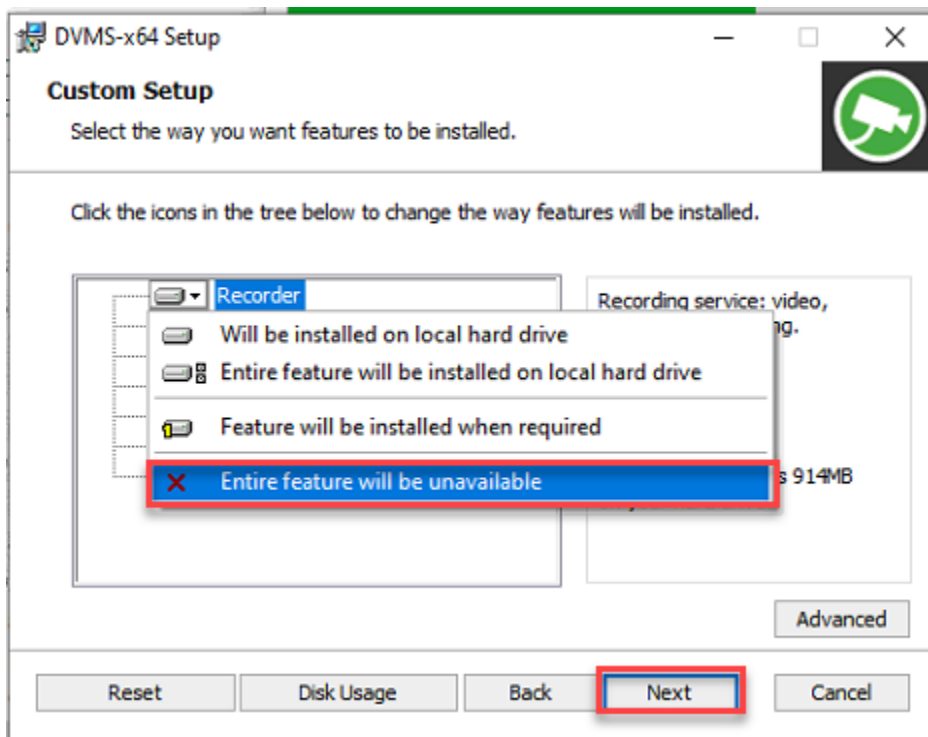 DVMS-x64 Setup
Custom Setup
Select the way you want features to be installed.
Click the icons in the tree below to change the way features will be installed.
Recorder
Recording service: video,
Will be installed on local hard drive
Entire feature will be installed on local hard drive
Feature will be installed when required
Entire feature will be unavailable
914MB
Advanced
Reset
Disk Usage
Back
Next
Cancel